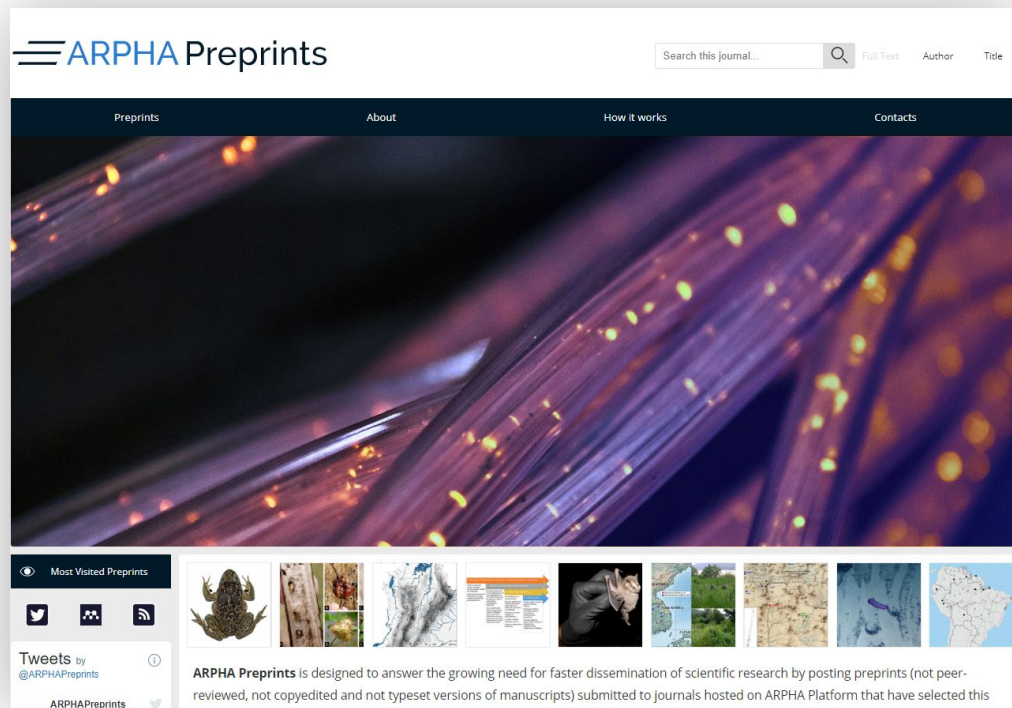 ARPHA Preprints
Search this journal...
Full Text Author Title
Preprints About How it works Contacts
Most Visited Preprints
Tweets by
@ARPHAPreprints
ARPHAPreprints
ARPHA Preprints is designed to answer the growing need for faster dissemination of scientific research by posting preprints (not peer-
reviewed, not copyedited and not typeset versions of manuscripts) submitted to journals hosted on ARPHA Platform that have selected this